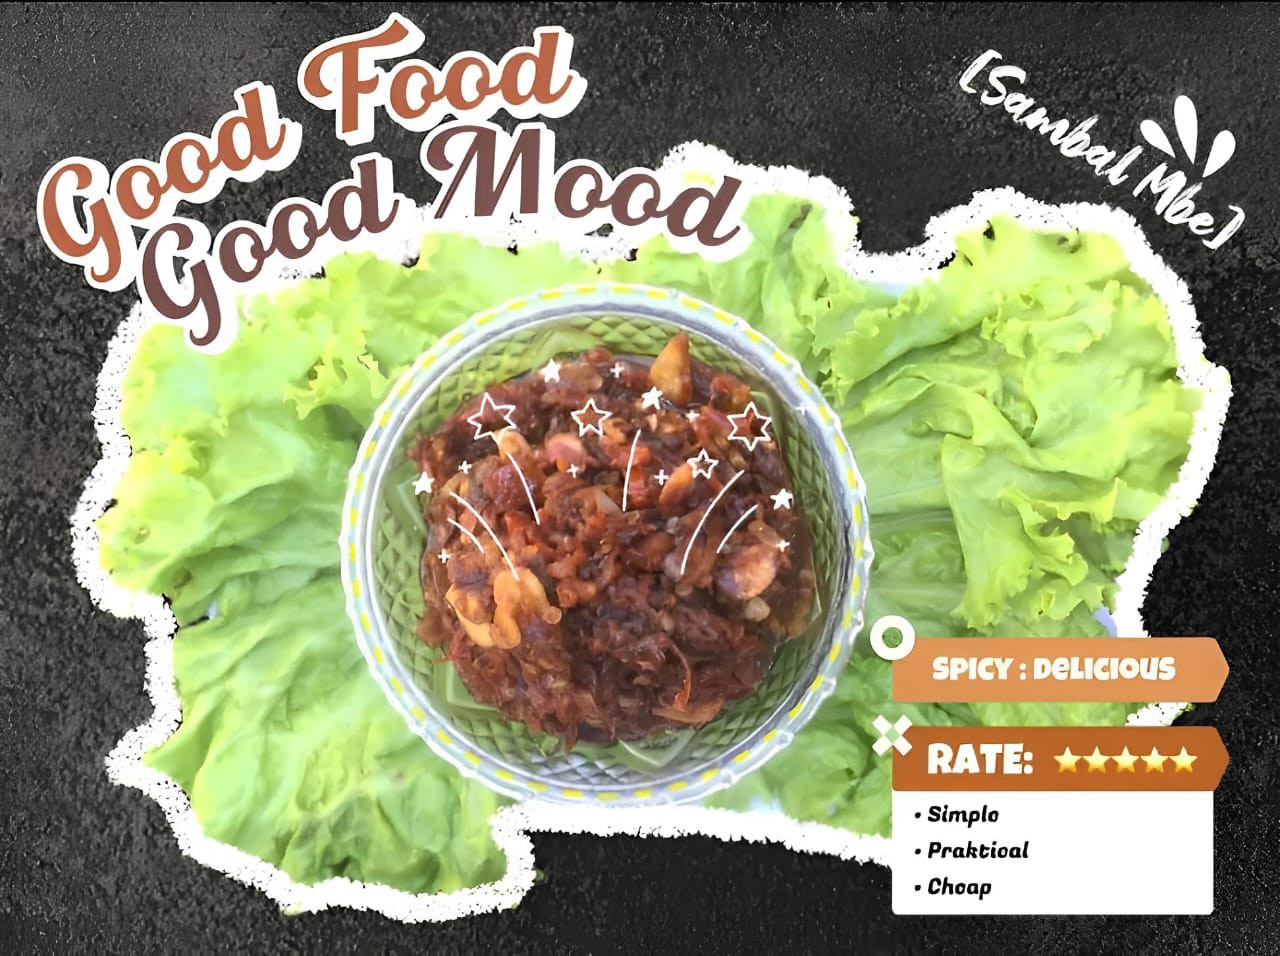 Good Food
Good Mood
[Sambal Mbe]
SPICY : DELICIOUS
RATE: ⭐⭐⭐⭐⭐
• Simplo
• Praktioal
• Choap